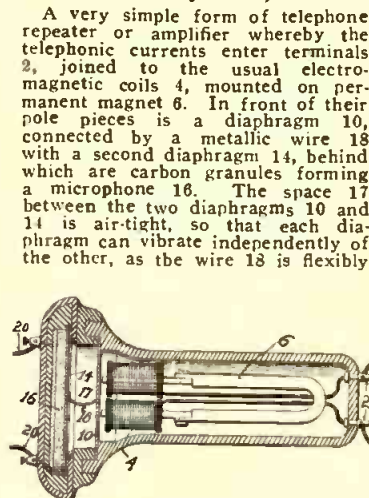 A very simple form of telephone
repeater or amplifier whereby the
telephonic currents enter terminals
2, joined to the usual electro-
magnetic coils 4, mounted on per-
manent magnet 6. In front of their
pole pieces is a diaphragm 10,
connected by a metallic wire 18
with a second diaphragm 14, behind
which are carbon granules forming
a microphone 16. The space 17
between the two diaphragms 10 and
14 is air-tight, so that each dia-
phragm can vibrate independently of
the other, as the wire 18 is flexibly
20
6
14
17
16
18
20
10
4
2